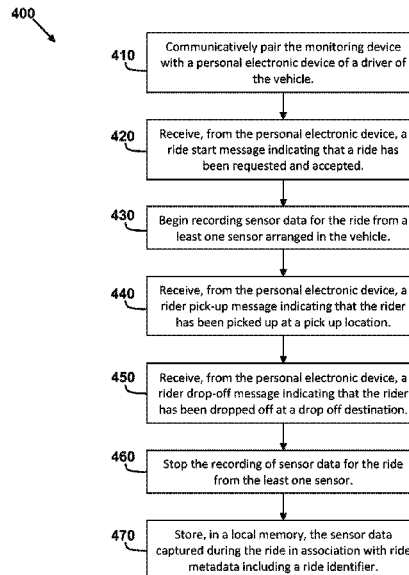 400
410
Communicatively pair the monitoring device
with a personal electronic device of a driver of
the vehicle.
420
Receive, from the personal electronic device, a
ride start message indicating that a ride has
been requested and accepted.
430
Begin recording sensor data for the ride from a
least one sensor arranged in the vehicle.
440
Receive, from the personal electronic device, a
rider pick-up message indicating that the rider
has been picked up at a pick up location.
450
Receive, from the personal electronic device, a
rider drop-off message indicating that the rider
has been dropped off at a drop off destination.
460
Stop the recording of sensor data for the ride
from the least one sensor.
470
Store, in a local memory, the sensor data
captured during the ride in association with ride
metadata including a ride identifier.